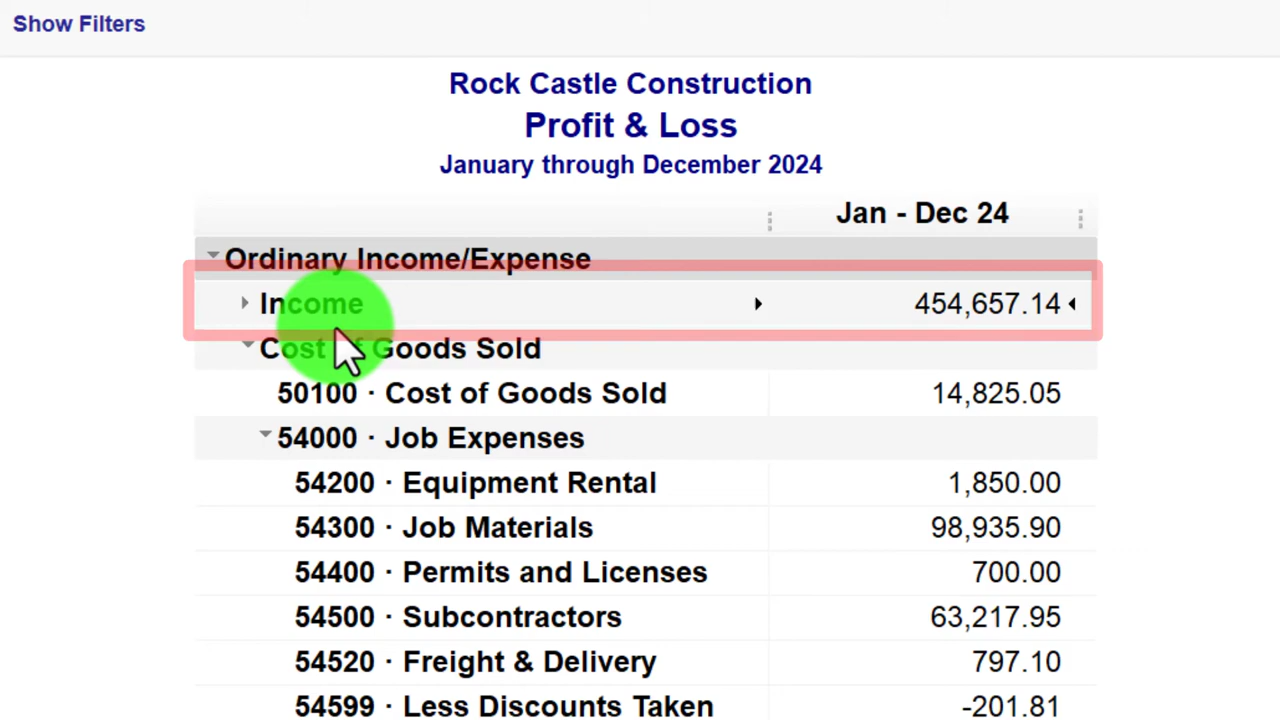 Show Filters
Rock Castle Construction
Profit & Loss
January through December 2024
Jan - Dec 24
Ordinary Income/Expense
Income 454,657.14
Cost of Goods Sold
50100 · Cost of Goods Sold 14,825.05
54000 · Job Expenses
54200 · Equipment Rental 1,850.00
54300 · Job Materials 98,935.90
54400 · Permits and Licenses 700.00
54500 · Subcontractors 63,217.95
54520 · Freight & Delivery 797.10
54599 · Less Discounts Taken -201.81